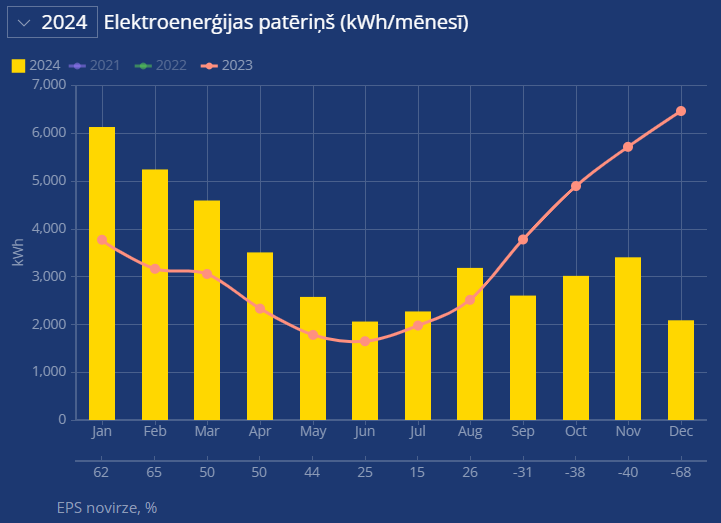 2024 Elektroenerģijas patēriņš (kWh/mēnesī)
2024 2021 2022 2023
7,000
6,000
5,000
4,000
3,000
2,000
1,000
0
kWh
Jan Feb Mar Apr May Jun Jul Aug Sep Oct Nov Dec
62 65 50 50 44 25 15 26 -31 -38 -40 -68
EPS novirze, %